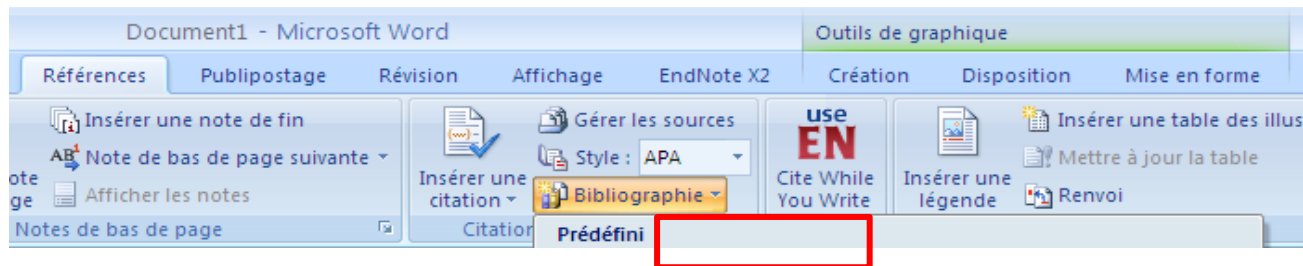 Document1 - Microsoft Word
Outils de graphique
Références Publipostage Révision Affichage EndNote X2 Création Disposition Mise en forme
Insérer une note de fin
AB1 Note de bas de page suivante
Afficher les notes
ote
ge
Notes de bas de page
Insérer une
citation
Gérer les sources
Style : APA
Bibliographie
Citation
Prédéfini
use
EN
Cite While
You Write
Insérer une
légende
Insérer une table des illus
Mettre à jour la table
Renvoi